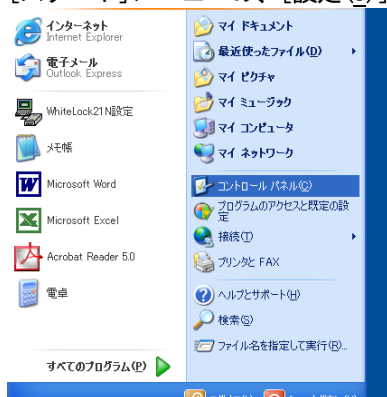 インターネット
Internet Explorer
電子メール
Outlook Express
WhiteLock21N設定
メモ帳
Microsoft Word
Microsoft Excel
Acrobat Reader 5.0
電卓
すべてのプログラム(P)
マイ ドキュメント
最近使ったファイル(D)
マイ ピクチャ
マイ ミュージック
マイ コンピュータ
マイ ネットワーク
コントロール パネル(C)
プログラムのアクセスと既定の設
定
接続(T)
プリンタと FAX
ヘルプとサポート(H)
検索(S)
ファイル名を指定して実行(R)...